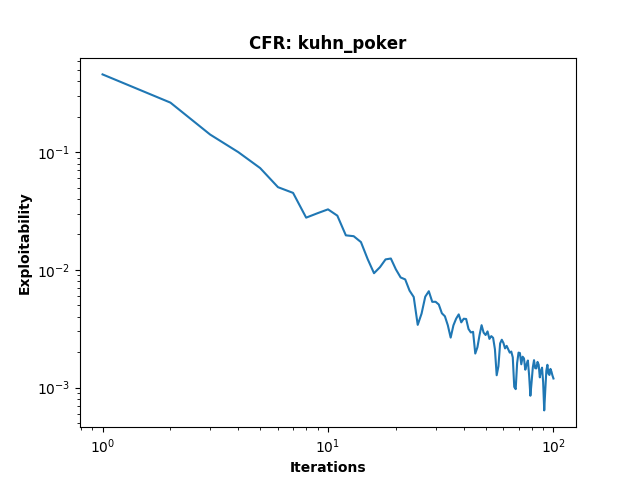 CFR: kuhn_poker
Exploitability
10⁻¹
10⁻²
10⁻³
10⁰ 10¹ 10²
Iterations